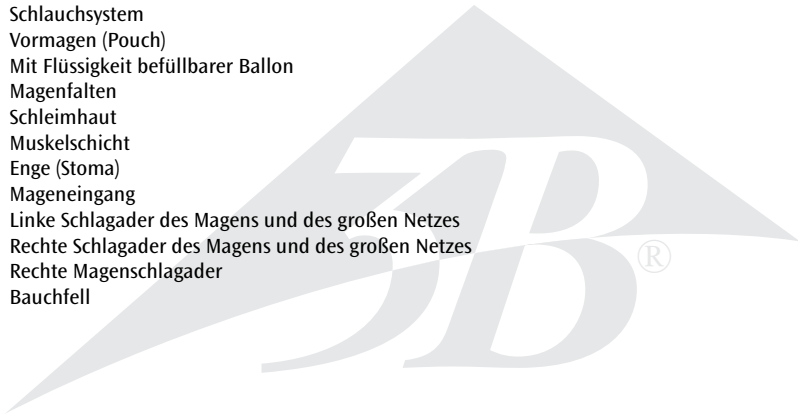 Schlauchsystem
Vormagen (Pouch)
Mit Flüssigkeit befüllbarer Ballon
Magenfalten
Schleimhaut
Muskelschicht
Enge (Stoma)
Mageneingang
Linke Schlagader des Magens und des großen Netzes
Rechte Schlagader des Magens und des großen Netzes
Rechte Magenschlagader
Bauchfell
3B®